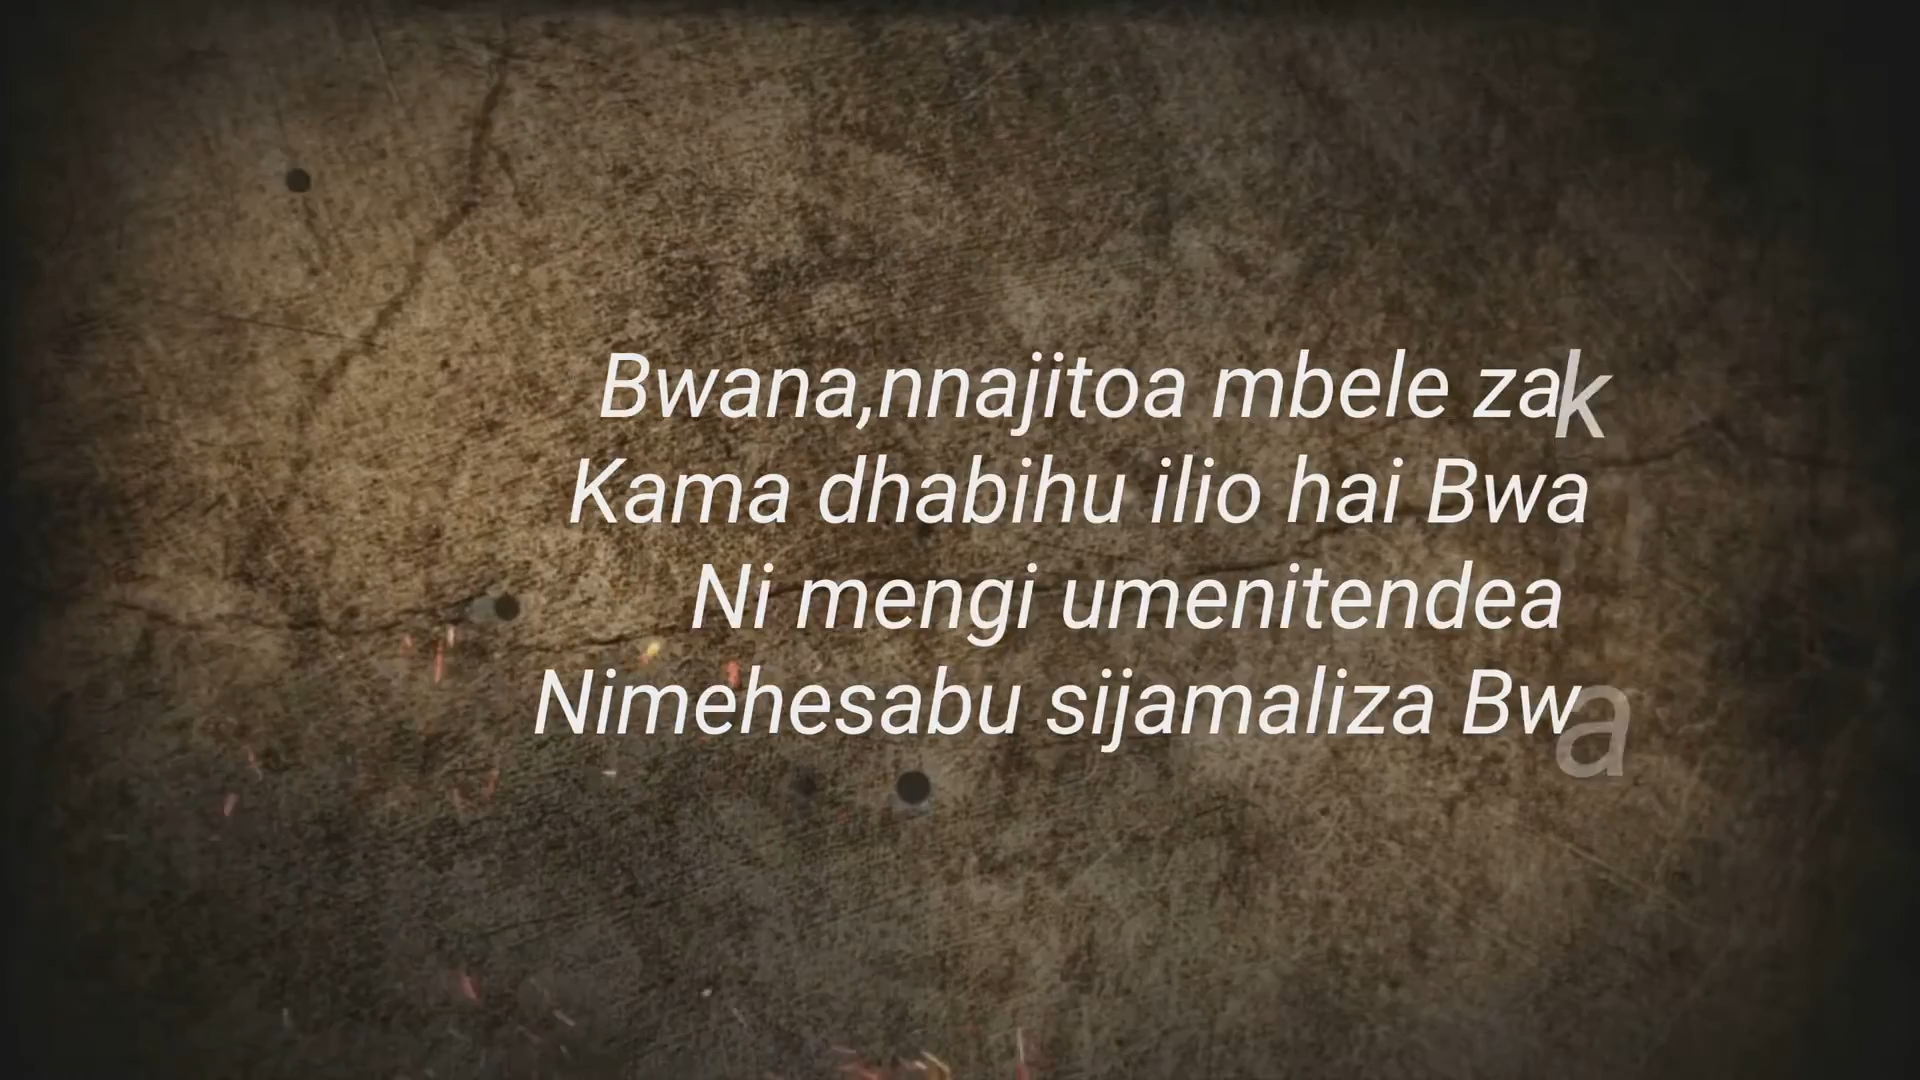 Bwana,nnajitoa mbele zak
Kama dhabihu ilio hai Bwa
Ni mengi umenitendea
Nimehesabu sijamaliza Bwa